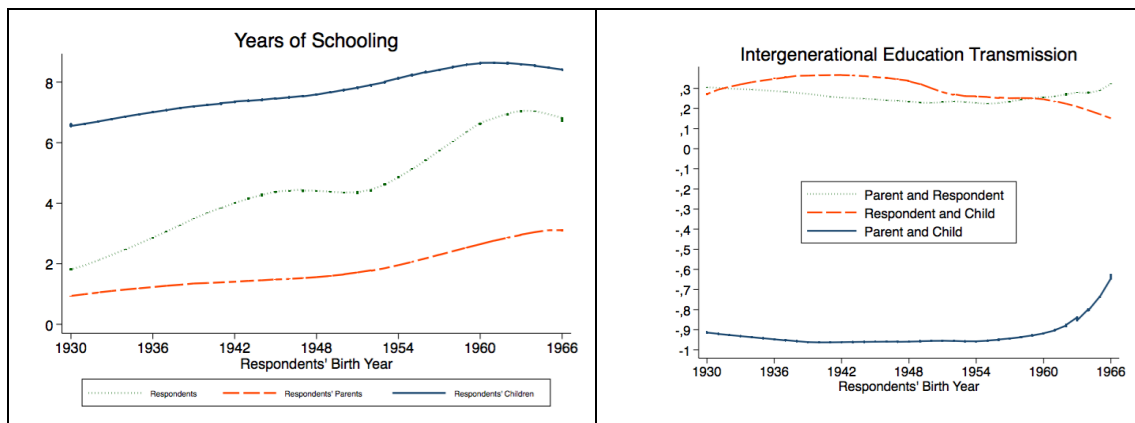 Years of Schooling
8
6
4
2
0
1930 1936 1942 1948 1954 1960 1966
Respondents' Birth Year
Respondents Respondents' Parents Respondents' Children
Intergenerational Education Transmission
,3
,2
,1
0
-,1
-,2
-,3
-,4
-,5
-,6
-,7
-,8
-,9
-1
Parent and Respondent
Respondent and Child
Parent and Child
1930 1936 1942 1948 1954 1960 1966
Respondents' Birth Year